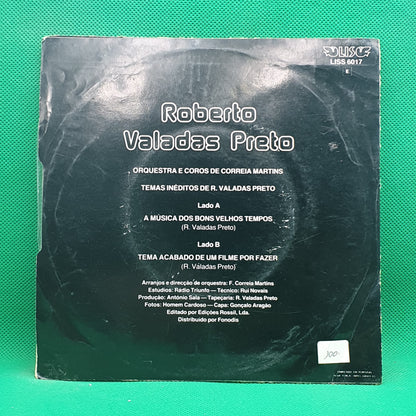 ULISSE
LISS 6017
E
Roberto
Valadas Preto
ORQUESTRA E COROS DE CORREIA MARTINS
TEMAS INÉDITOS DE R. VALADAS PRETO
Lado A
A MÚSICA DOS BONS VELHOS TEMPOS
(R. Valadas Preto)
Lado B
TEMA ACABADO DE UM FILME POR FAZER
(R. Valadas Preto)
Arranjos e direcção de orquestra: F. Correia Martins
Estúdios: Rádio Triunfo — Técnico: Rui Novais
Produção: António Sala — Tapeçaria: R. Valadas Preto
Fotos: Homem Cardoso — Capa: Gonçalo Aragão
Editado por Edições Rossil, Lda.
Distribuído por Fonodis
100-